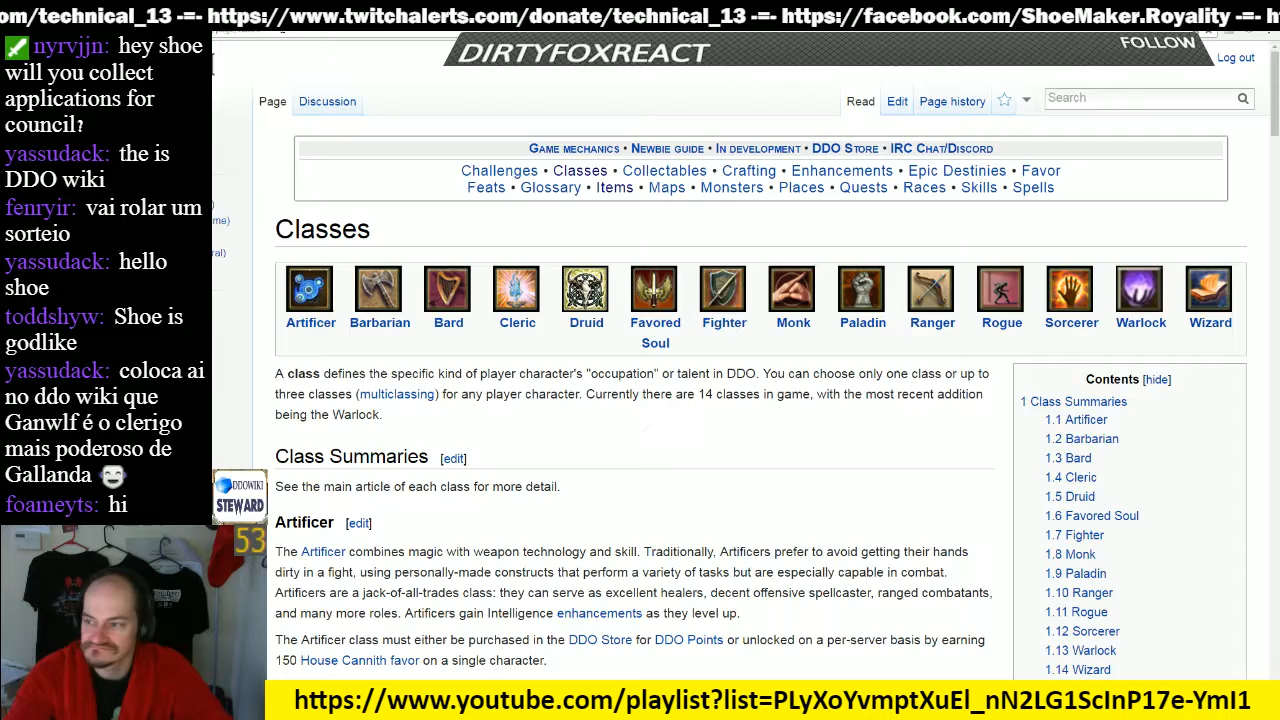 om/technical_13 -=- https://www.twitchalerts.com/donate/technical_13 -=- https://facebook.com/ShoeMaker.Royality -=- h
DIRTYFOXREACT
FOLLOW
Log out
nyrvjjn: hey shoe
will you collect
applications for
council?
yassudack: the is
DDO wiki
fenryir: vai rolar um
sorteio
yassudack: hello
shoe
toddshyw: Shoe is
godlike
yassudack: coloca ai
no ddo wiki que
Ganwlf é o clerigo
mais poderoso de
Gallanda
foameyts: hi
DDOWIKI
STEWARD
53
me)
ral)
Page Discussion Read Edit Page history Search
Game mechanics • Newbie guide • In development • DDO Store • IRC Chat/Discord
Challenges • Classes • Collectables • Crafting • Enhancements • Epic Destinies • Favor
Feats • Glossary • Items • Maps • Monsters • Places • Quests • Races • Skills • Spells
Classes
Artificer Barbarian Bard Cleric Druid Favored Fighter Monk Paladin Ranger Rogue Sorcerer Warlock Wizard
Soul
A class defines the specific kind of player character's "occupation" or talent in DDO. You can choose only one class or up to
three classes (multiclassing) for any player character. Currently there are 14 classes in game, with the most recent addition
being the Warlock.
Class Summaries [edit]
See the main article of each class for more detail.
Artificer [edit]
The Artificer combines magic with weapon technology and skill. Traditionally, Artificers prefer to avoid getting their hands
dirty in a fight, using personally-made constructs that perform a variety of tasks but are especially capable in combat.
Artificers are a jack-of-all-trades class: they can serve as excellent healers, decent offensive spellcaster, ranged combatants,
and many more roles. Artificers gain Intelligence enhancements as they level up.
The Artificer class must either be purchased in the DDO Store for DDO Points or unlocked on a per-server basis by earning
150 House Cannith favor on a single character.
Contents [hide]
1 Class Summaries
1.1 Artificer
1.2 Barbarian
1.3 Bard
1.4 Cleric
1.5 Druid
1.6 Favored Soul
1.7 Fighter
1.8 Monk
1.9 Paladin
1.10 Ranger
1.11 Rogue
1.12 Sorcerer
1.13 Warlock
1.14 Wizard
https://www.youtube.com/playlist?list=PLyXoYvmptXuEl_nN2LG1ScInP17e-YmI1